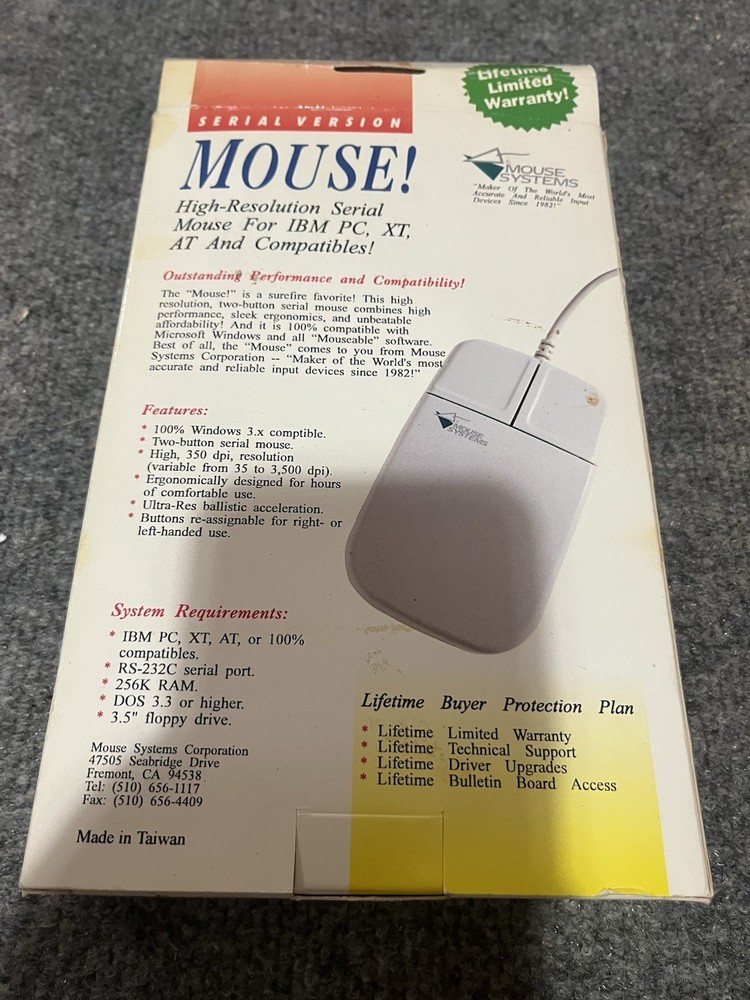 SERIAL VERSION
MOUSE!
High-Resolution Serial
Mouse For IBM PC, XT,
AT And Compatibles!
Lifetime
Limited
Warranty!
MOUSE
SYSTEMS
"Maker Of The World's Most
Accurate And Reliable Input
Devices Since 1982!"
Outstanding Performance and Compatibility!
The "Mouse!" is a surefire favorite! This high
resolution, two-button serial mouse combines high
performance, sleek ergonomics, and unbeatable
affordability! And it is 100% compatible with
Microsoft Windows and all "Mouseable" software.
Best of all, the "Mouse" comes to you from Mouse
Systems Corporation -- "Maker of the World's most
accurate and reliable input devices since 1982!"
MOUSE
SYSTEMS
Features:
* 100% Windows 3.x comptible.
* Two-button serial mouse.
* High, 350 dpi, resolution
(variable from 35 to 3,500 dpi).
* Ergonomically designed for hours
of comfortable use.
* Ultra-Res ballistic acceleration.
* Buttons re-assignable for right- or
left-handed use.
System Requirements:
* IBM PC, XT, AT, or 100%
compatibles.
* RS-232C serial port.
* 256K RAM.
* DOS 3.3 or higher.
* 3.5" floppy drive.
Mouse Systems Corporation
47505 Seabridge Drive
Fremont, CA 94538
Tel: (510) 656-1117
Fax: (510) 656-4409
Made in Taiwan
Lifetime Buyer Protection Plan
* Lifetime Limited Warranty
* Lifetime Technical Support
* Lifetime Driver Upgrades
* Lifetime Bulletin Board Access